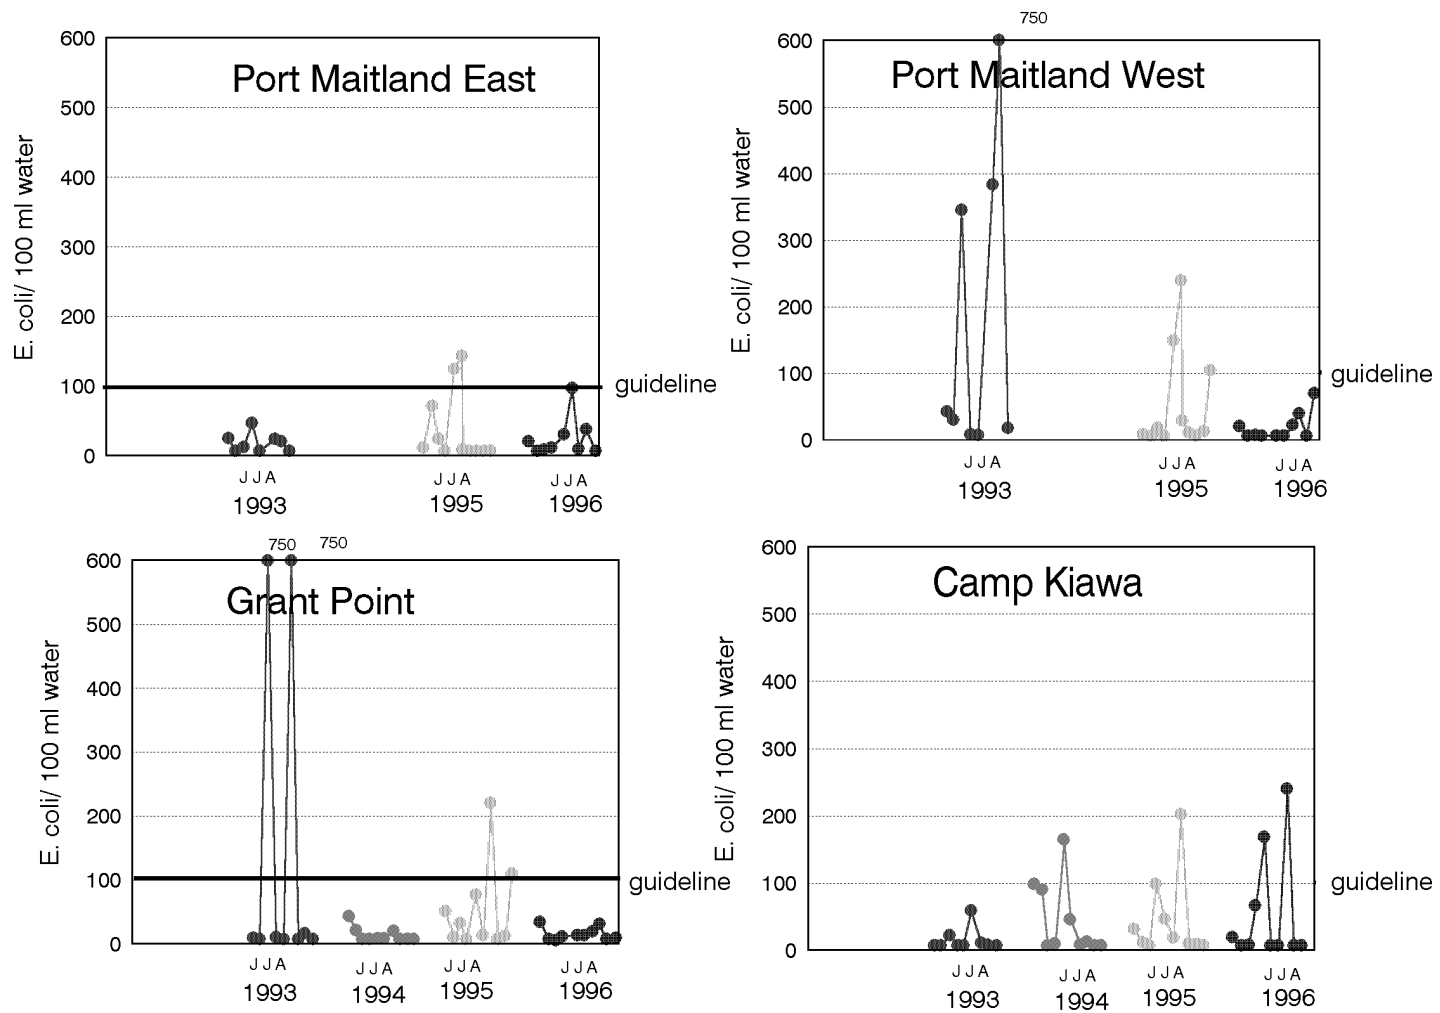 750
600
Port Maitland East
500
400
300
200
100
0
E. coli/ 100 ml water
guideline
J J A J J A J J A
1993 1995 1996
600
Port Maitland West
500
400
300
200
100
0
E. coli/ 100 ml water
guideline
J J A J J A J J A
1993 1995 1996
750 750
600
Grant Point
500
400
300
200
100
0
E. coli/ 100 ml water
guideline
J J A J J A J J A J J A
1993 1994 1995 1996
600
Camp Kiawa
500
400
300
200
100
0
E. coli/ 100 ml water
guideline
J J A J J A J J A J J A
1993 1994 1995 1996